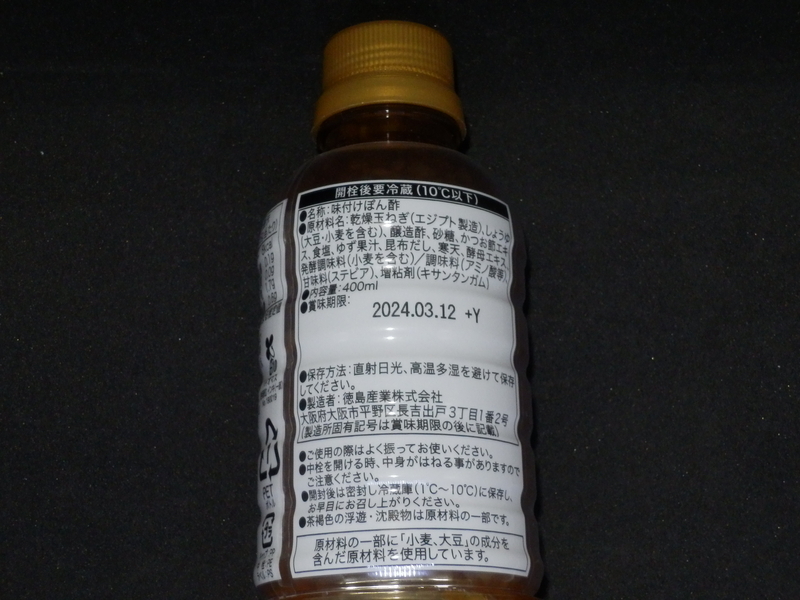 開栓後要冷蔵(10℃以下)
●名称:味付けぽん酢
●原材料名:乾燥玉ねぎ(エジプト製造)、しょうゆ
(大豆・小麦を含む)、醸造酢、砂糖、かつお節エキ
ス、食塩、ゆず果汁、昆布だし、寒天、酵母エキス、
発酵調味料(小麦を含む)/調味料(アミノ酸等)、
甘味料(ステビア)、増粘剤(キサンタンガム)
●内容量:400ml
●賞味期限:
2024.03.12 +Y
●保存方法:直射日光、高温多湿を避けて保存
してください。
●製造者:徳島産業株式会社
大阪府大阪市平野区長吉出戸3丁目1番2号
(製造所固有記号は賞味期限の後に記載)
●ご使用の際はよく振ってお使いください。
●中栓を開ける時、中身がはねる事がありますので
ご注意ください。
●開封後は密封し冷蔵庫(1℃~10℃)に保存し、
お早目にお召し上がりください。
●茶褐色の浮遊・沈殿物は原材料の一部です。
原材料の一部に「小麦、大豆」の成分を
含んだ原材料を使用しています。
PET